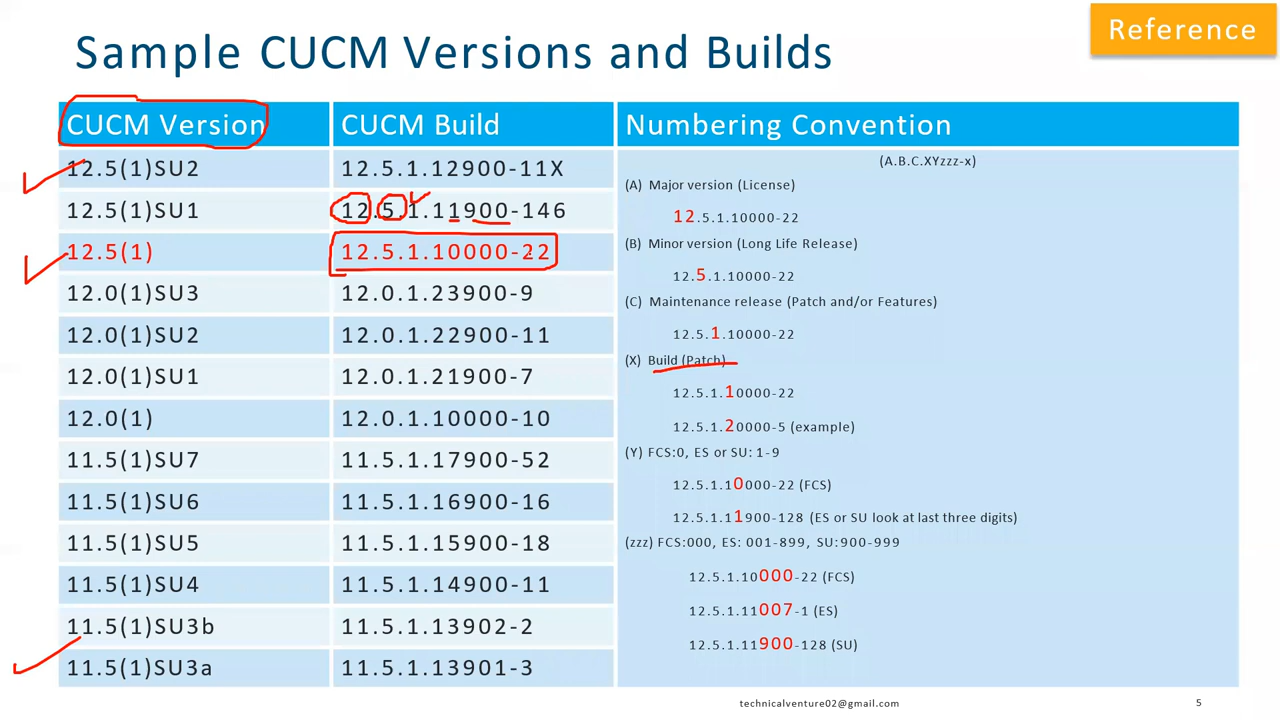 Reference
Sample CUCM Versions and Builds
CUCM Version CUCM Build Numbering Convention
12.5(1)SU2 12.5.1.12900-11X
12.5(1)SU1 12.5.1.11900-146
12.5(1) 12.5.1.10000-22
12.0(1)SU3 12.0.1.23900-9
12.0(1)SU2 12.0.1.22900-11
12.0(1)SU1 12.0.1.21900-7
12.0(1) 12.0.1.10000-10
11.5(1)SU7 11.5.1.17900-52
11.5(1)SU6 11.5.1.16900-16
11.5(1)SU5 11.5.1.15900-18
11.5(1)SU4 11.5.1.14900-11
11.5(1)SU3b 11.5.1.13902-2
11.5(1)SU3a 11.5.1.13901-3
(A.B.C.XYzzz-x)
(A) Major version (License)
12.5.1.10000-22
(B) Minor version (Long Life Release)
12.5.1.10000-22
(C) Maintenance release (Patch and/or Features)
12.5.1.10000-22
(X) Build (Patch)
12.5.1.10000-22
12.5.1.20000-5 (example)
(Y) FCS:0, ES or SU: 1-9
12.5.1.10000-22 (FCS)
12.5.1.11900-128 (ES or SU look at last three digits)
(zzz) FCS:000, ES: 001-899, SU:900-999
12.5.1.10000-22 (FCS)
12.5.1.11007-1 (ES)
12.5.1.11900-128 (SU)
technicalventure02@gmail.com 5